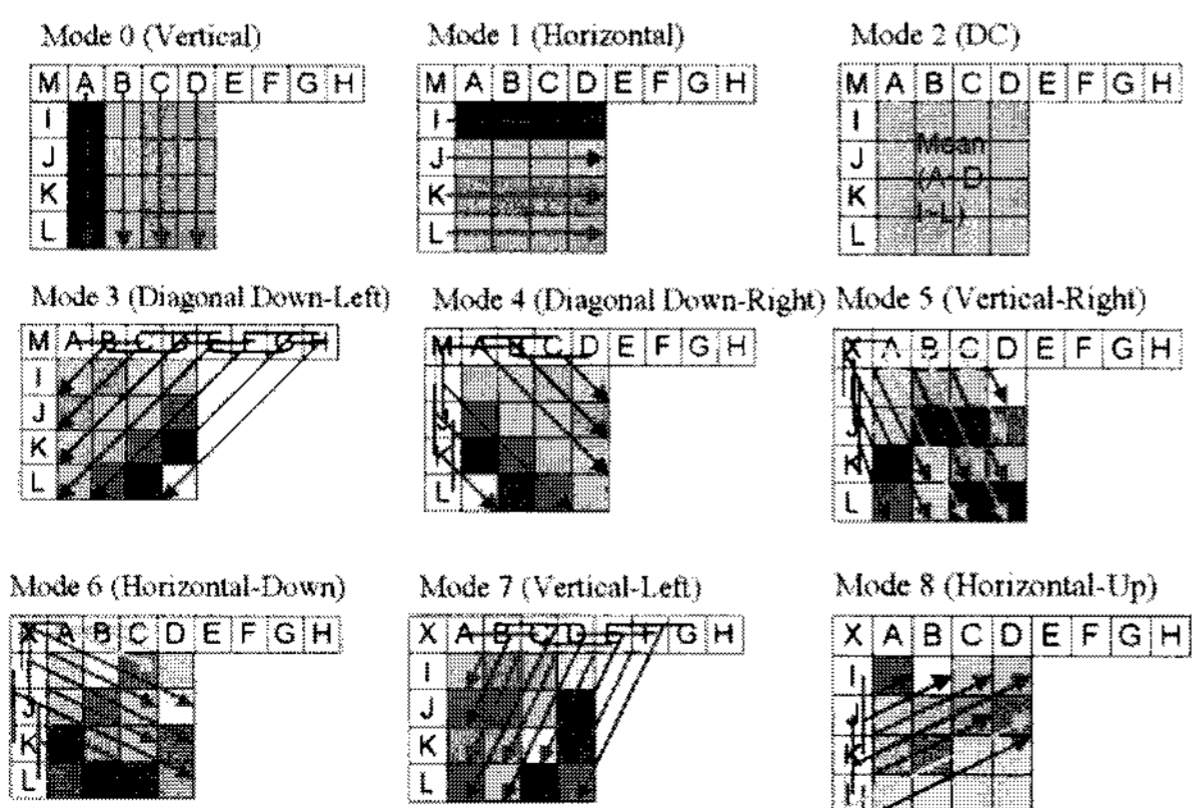 Mode 0 (Vertical)
M A B C D E F G H
I
J
K
L
Mode 1 (Horizontal)
M A B C D E F G H
I
J
K
L
Mode 2 (DC)
M A B C D E F G H
I
J
K
L
Mean
(A~D
I~L)
Mode 3 (Diagonal Down-Left)
M A B C D E F G H
I
J
K
L
Mode 4 (Diagonal Down-Right)
M A B C D E F G H
K
L
Mode 5 (Vertical-Right)
X A B C D E F G H
J
K
L
Mode 6 (Horizontal-Down)
X A B C D E F G H
J
K
L
Mode 7 (Vertical-Left)
X A B C D E F G H
I
J
K
L
Mode 8 (Horizontal-Up)
X A B C D E F G H
I
J
K
L